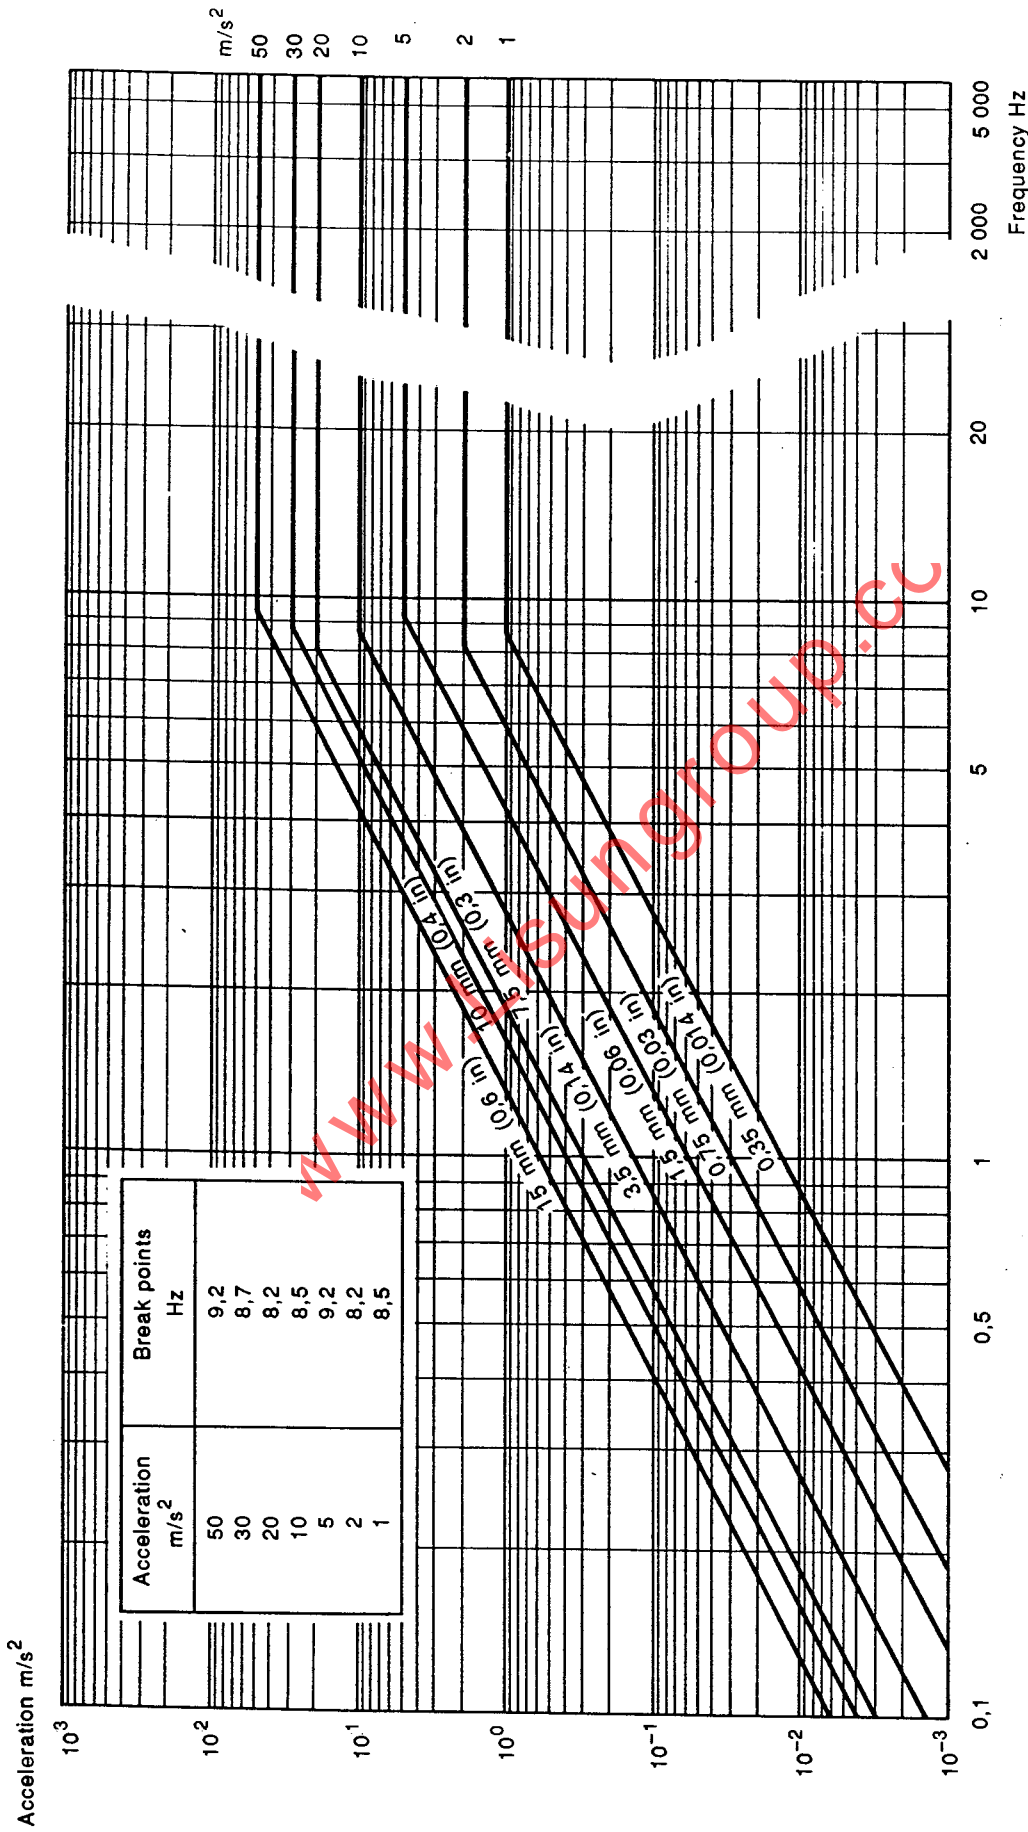 Acceleration m/s²
10³
10²
10¹
10⁰
10⁻¹
10⁻²
10⁻³
Acceleration m/s² Break points Hz
50 9,2
30 8,7
20 8,2
10 8,5
5 9,2
2 8,2
1 8,5
15 mm (0,6 in)
10 mm (0,4 in)
7,5 mm (0,3 in)
3,5 mm (0,14 in)
1,5 mm (0,06 in)
0,75 mm (0,03 in)
0,35 mm (0,014 in)
m/s²
50
30
20
10
5
2
1
0,1 0,5 1 5 10 20 2 000 5 000
Frequency Hz
www.Lisungroup.cc